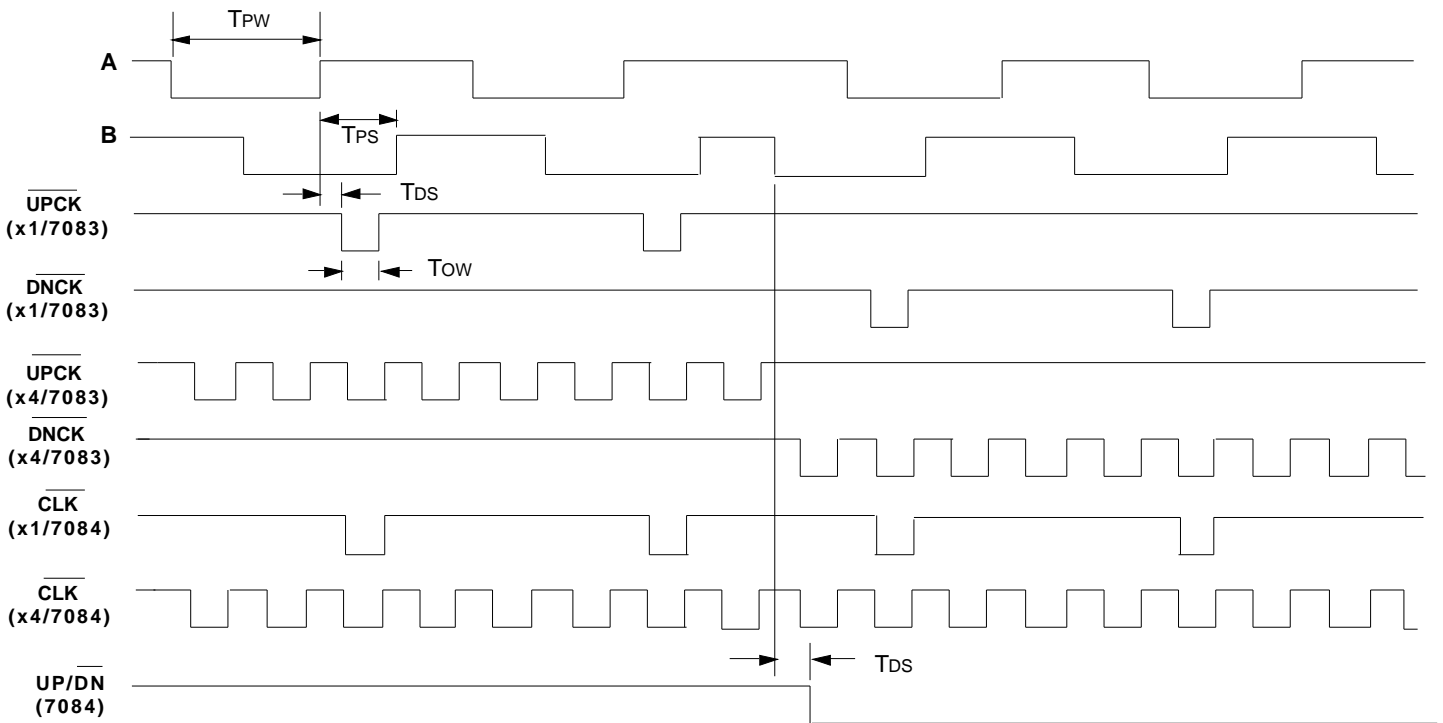 TPW
A
TPS
B
TDS
UPCK
(x1/7083)
TOW
DNCK
(x1/7083)
UPCK
(x4/7083)
DNCK
(x4/7083)
CLK
(x1/7084)
CLK
(x4/7084)
TDS
UP/DN
(7084)